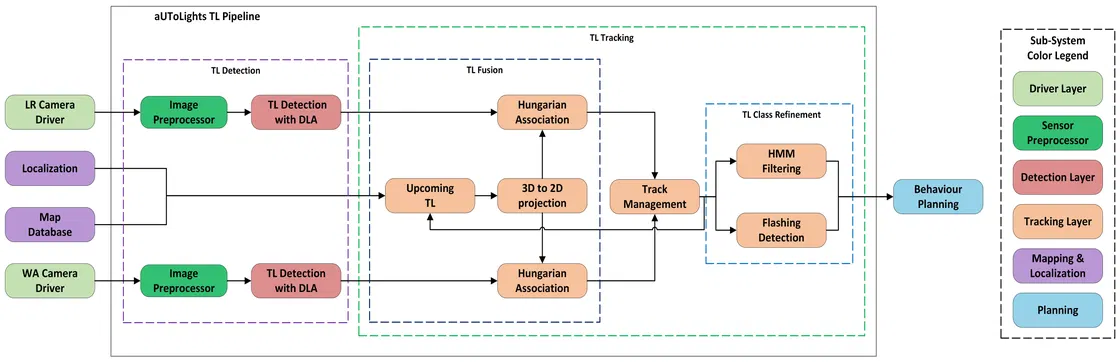 aUToLights TL Pipeline
TL Tracking
TL Detection
TL Fusion
TL Class Refinement
LR Camera
Driver
Image
Preprocessor
TL Detection
with DLA
Hungarian
Association
Localization
Map
Database
Upcoming
TL
3D to 2D
projection
Track
Management
HMM
Filtering
Flashing
Detection
Behaviour
Planning
WA Camera
Driver
Image
Preprocessor
TL Detection
with DLA
Hungarian
Association
Sub-System
Color Legend
Driver Layer
Sensor
Preprocessor
Detection Layer
Tracking Layer
Mapping &
Localization
Planning